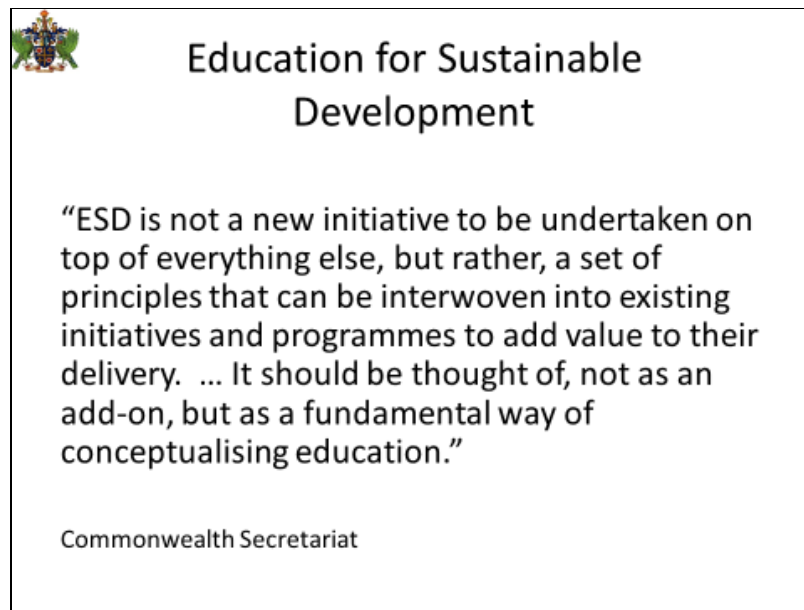 Education for Sustainable
Development
“ESD is not a new initiative to be undertaken on
top of everything else, but rather, a set of
principles that can be interwoven into existing
initiatives and programmes to add value to their
delivery.  ... It should be thought of, not as an
add-on, but as a fundamental way of
conceptualising education.”
Commonwealth Secretariat